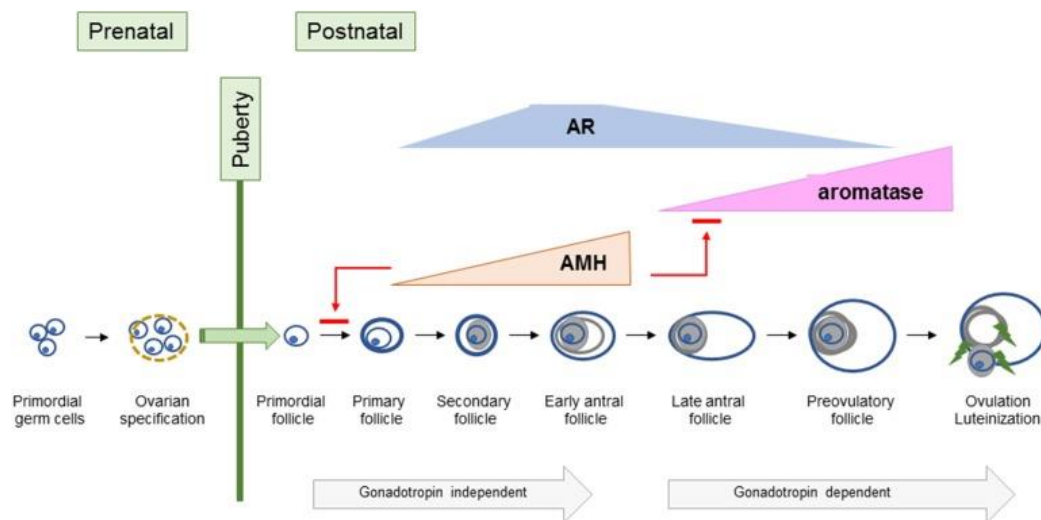 Prenatal
Postnatal
Puberty
AR
aromatase
AMH
Primordial
germ cells
Ovarian
specification
Primordial
follicle
Primary
follicle
Secondary
follicle
Early antral
follicle
Late antral
follicle
Preovulatory
follicle
Ovulation
Luteinization
Gonadotropin independent
Gonadotropin dependent